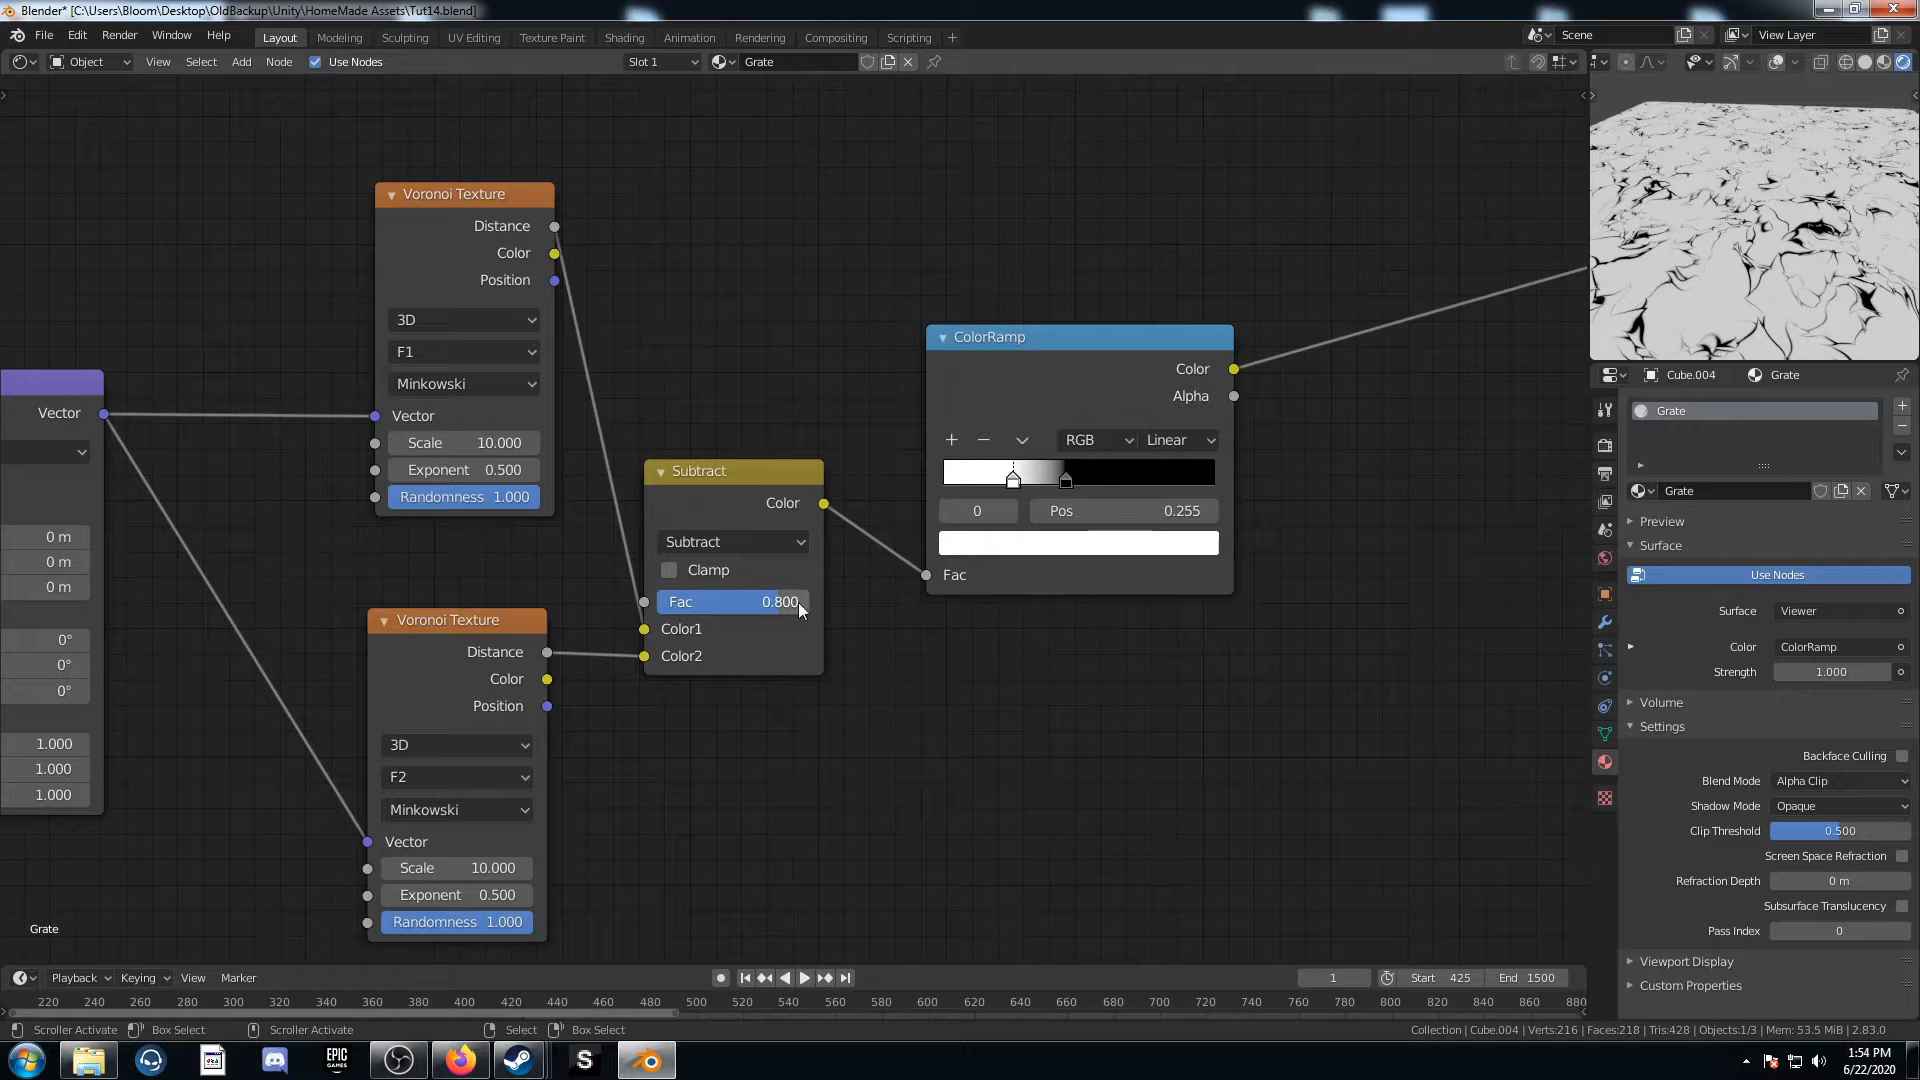 Blender* [C:\Users\Bloom\Desktop\OldBackup\Unity\HomeMade Assets\Tut14.blend]
File Edit Render Window Help Layout Modeling Sculpting UV Editing Texture Paint Shading Animation Rendering Compositing Scripting + Scene View Layer
Object View Select Add Node Use Nodes Slot 1 Grate
Voronoi Texture
Distance
Color
Position
3D
F1
Minkowski
Vector
Scale 10.000
Exponent 0.500
Randomness 1.000
Vector
0 m
0 m
0 m
0°
0°
0°
1.000
1.000
1.000
Voronoi Texture
Distance
Color
Position
3D
F2
Minkowski
Vector
Scale 10.000
Exponent 0.500
Randomness 1.000
Subtract
Color
Subtract
Clamp
Fac 0.800
Color1
Color2
ColorRamp
Color
Alpha
+ − RGB Linear
0 Pos 0.255
Fac
Grate
Cube.004 Grate
Grate
Grate
Preview
Surface
Use Nodes
Surface Viewer
Color ColorRamp
Strength 1.000
Volume
Settings
Backface Culling
Blend Mode Alpha Clip
Shadow Mode Opaque
Clip Threshold 0.500
Screen Space Refraction
Refraction Depth 0 m
Subsurface Translucency
Pass Index 0
Viewport Display
Custom Properties
Playback Keying View Marker 1 Start 425 End 1500
220 240 260 280 300 320 340 360 380 400 420 440 460 480 500 520 540 560 580 600 620 640 660 680 700 720 740 760 780 800 820 840 860 880
Scroller Activate Box Select Scroller Activate Select Box Select Collection | Cube.004 | Verts:216 | Faces:218 | Tris:428 | Objects:1/3 | Mem: 53.5 MiB | 2.83.0
EPIC GAMES S 1:54 PM
6/22/2020